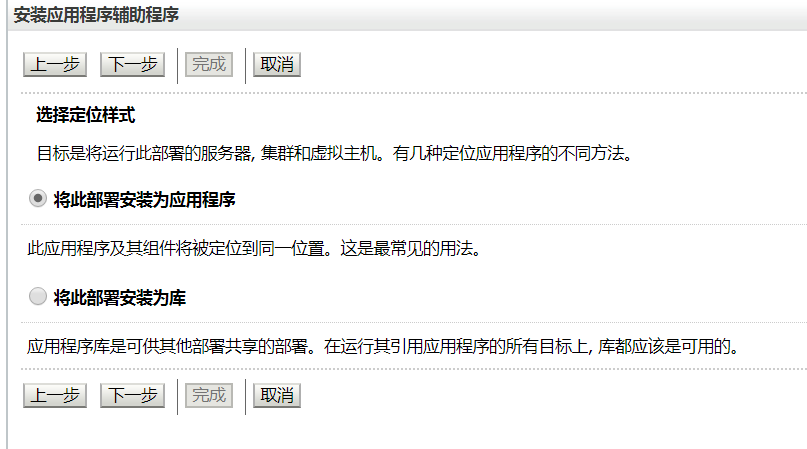 安装应用程序辅助程序
上一步 下一步 完成 取消
选择定位样式
目标是将运行此部署的服务器, 集群和虚拟主机。有几种定位应用程序的不同方法。
将此部署安装为应用程序
此应用程序及其组件将被定位到同一位置。这是最常见的用法。
将此部署安装为库
应用程序库是可供其他部署共享的部署。在运行其引用应用程序的所有目标上, 库都应该是可用的。
上一步 下一步 完成 取消